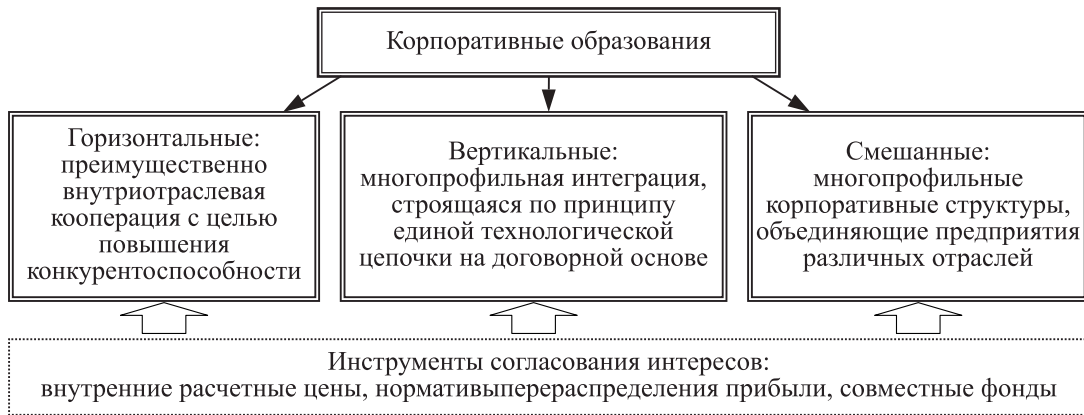 Корпоративные образования
Горизонтальные:
преимущественно
внутриотраслевая
кооперация с целью
повышения
конкурентоспособности
Вертикальные:
многопрофильная интеграция,
строящаяся по принципу
единой технологической
цепочки на договорной основе
Смешанные:
многопрофильные
корпоративные структуры,
объединяющие предприятия
различных отраслей
Инструменты согласования интересов:
внутренние расчетные цены, нормативыперераспределения прибыли, совместные фонды